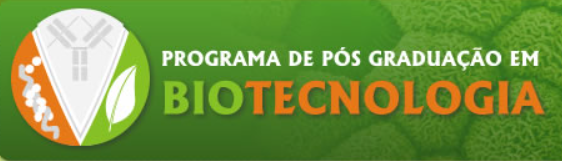 PROGRAMA DE PÓS GRADUAÇÃO EM
BIOTECNOLOGIA